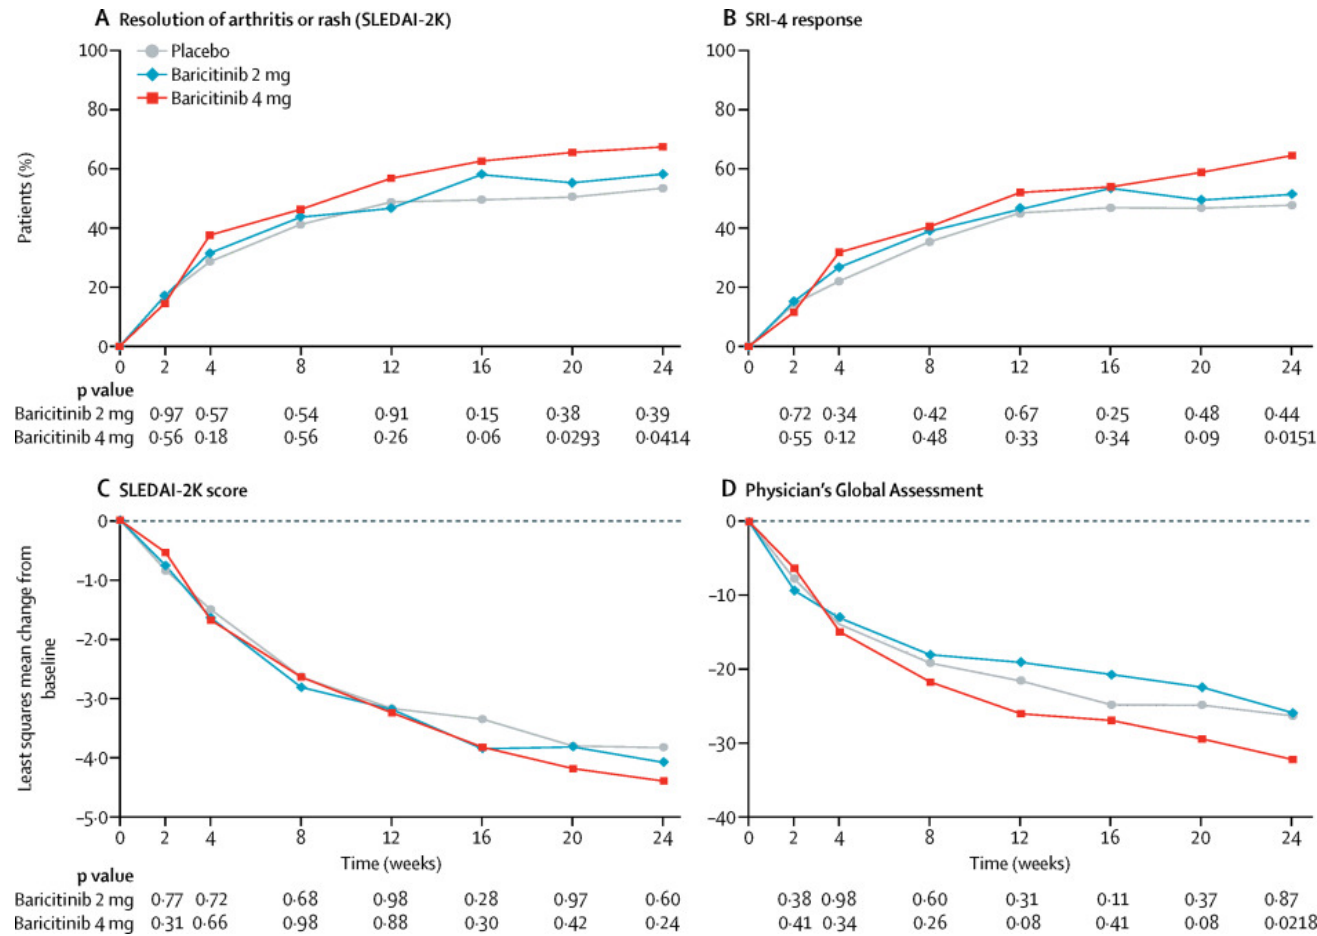 A Resolution of arthritis or rash (SLEDAI-2K)
Placebo
Baricitinib 2 mg
Baricitinib 4 mg
Patients (%)
100
80
60
40
20
0
0 2 4 8 12 16 20 24
p value
Baricitinib 2 mg 0·97 0·57 0·54 0·91 0·15 0·38 0·39
Baricitinib 4 mg 0·56 0·18 0·56 0·26 0·06 0·0293 0·0414
B SRI-4 response
100
80
60
40
20
0
0 2 4 8 12 16 20 24
0·72 0·34 0·42 0·67 0·25 0·48 0·44
0·55 0·12 0·48 0·33 0·34 0·09 0·0151
C SLEDAI-2K score
Least squares mean change from
baseline
0
–1·0
–2·0
–3·0
–4·0
–5·0
0 2 4 8 12 16 20 24
Time (weeks)
p value
Baricitinib 2 mg 0·77 0·72 0·68 0·98 0·28 0·97 0·60
Baricitinib 4 mg 0·31 0·66 0·98 0·88 0·30 0·42 0·24
D Physician's Global Assessment
0
–10
–20
–30
–40
0 2 4 8 12 16 20 24
Time (weeks)
0·38 0·98 0·60 0·31 0·11 0·37 0·87
0·41 0·34 0·26 0·08 0·41 0·08 0·0218